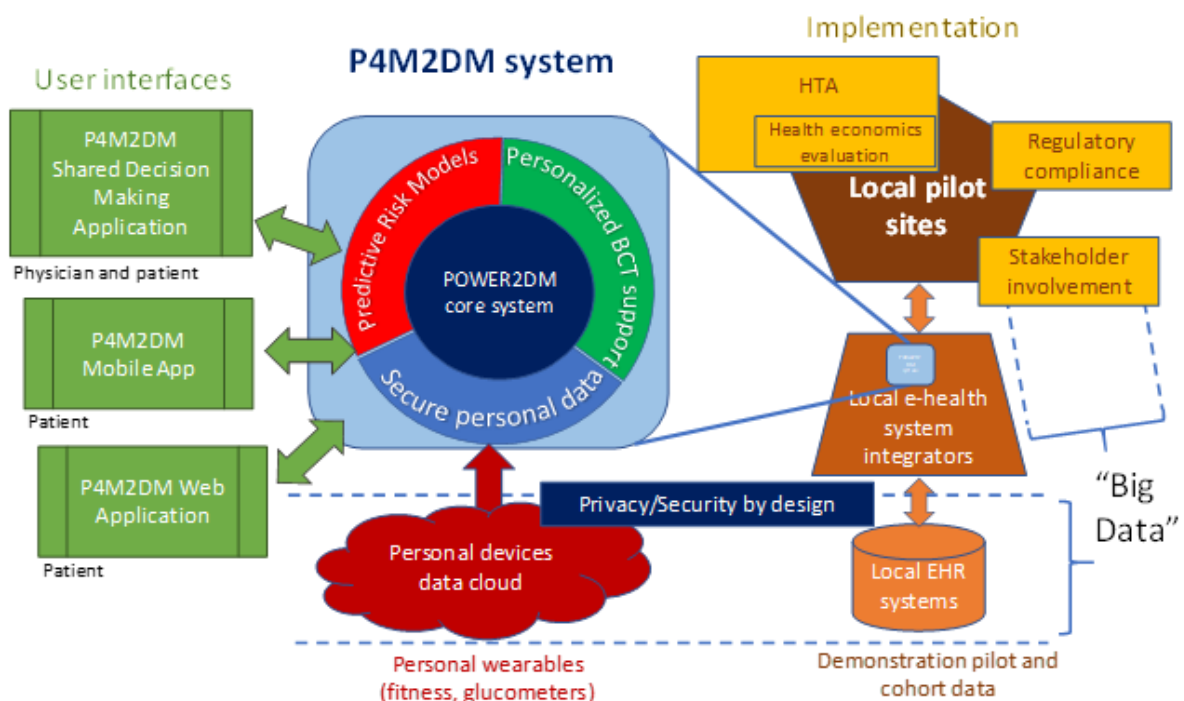 Implementation
P4M2DM system
User interfaces
P4M2DM
Shared Decision
Making
Application
Physician and patient
P4M2DM
Mobile App
Patient
P4M2DM Web
Application
Patient
Predictive Risk Models
Personalized BCT support
Secure personal data
POWER2DM
core system
HTA
Health economics
evaluation
Regulatory
compliance
Local pilot
sites
Stakeholder
involvement
Local e-health
system
integrators
Privacy/Security by design
"Big
Data"
Personal devices
data cloud
Local EHR
systems
Personal wearables
(fitness, glucometers)
Demonstration pilot and
cohort data